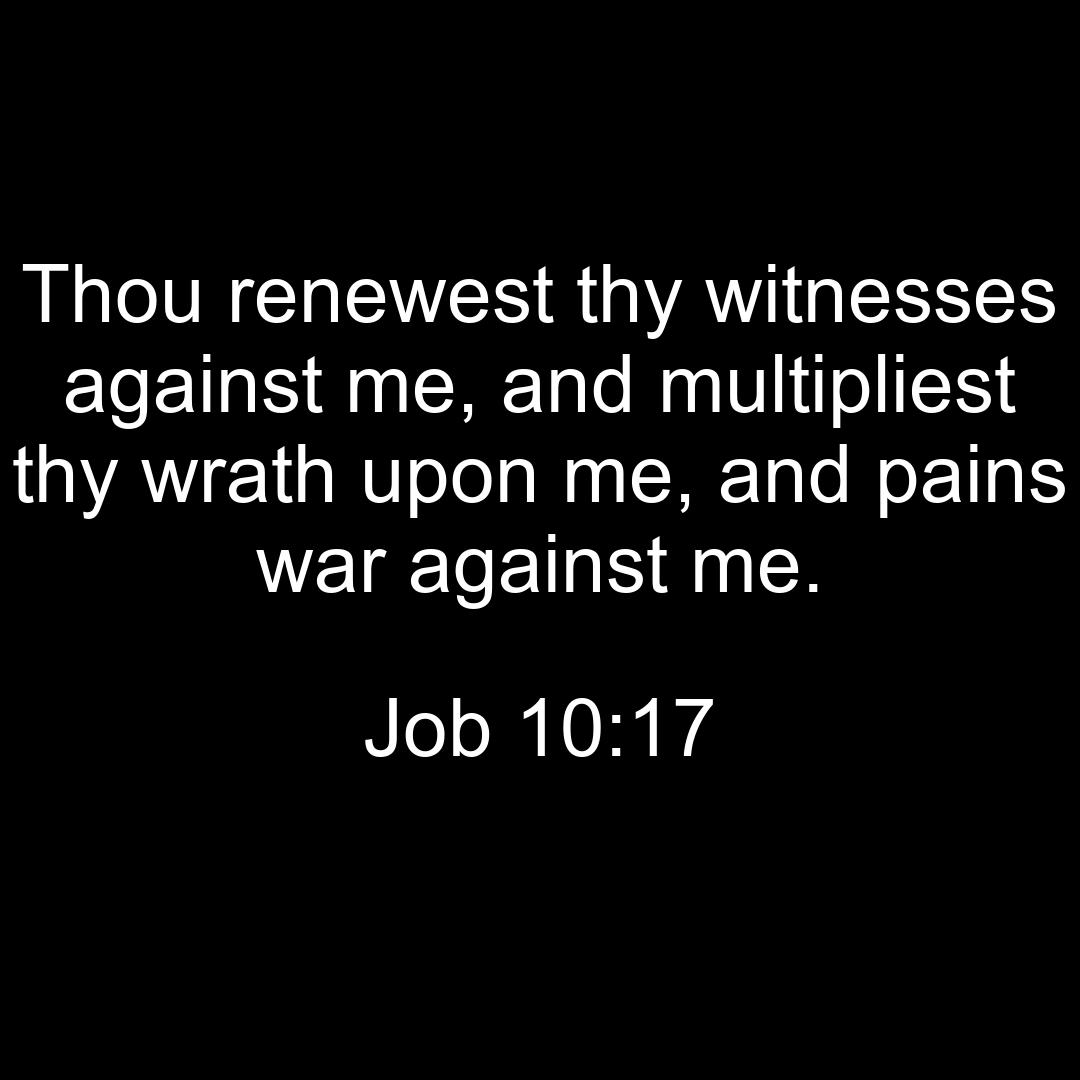 Thou renewest thy witnesses
against me, and multipliest
thy wrath upon me, and pains
war against me.
Job 10:17